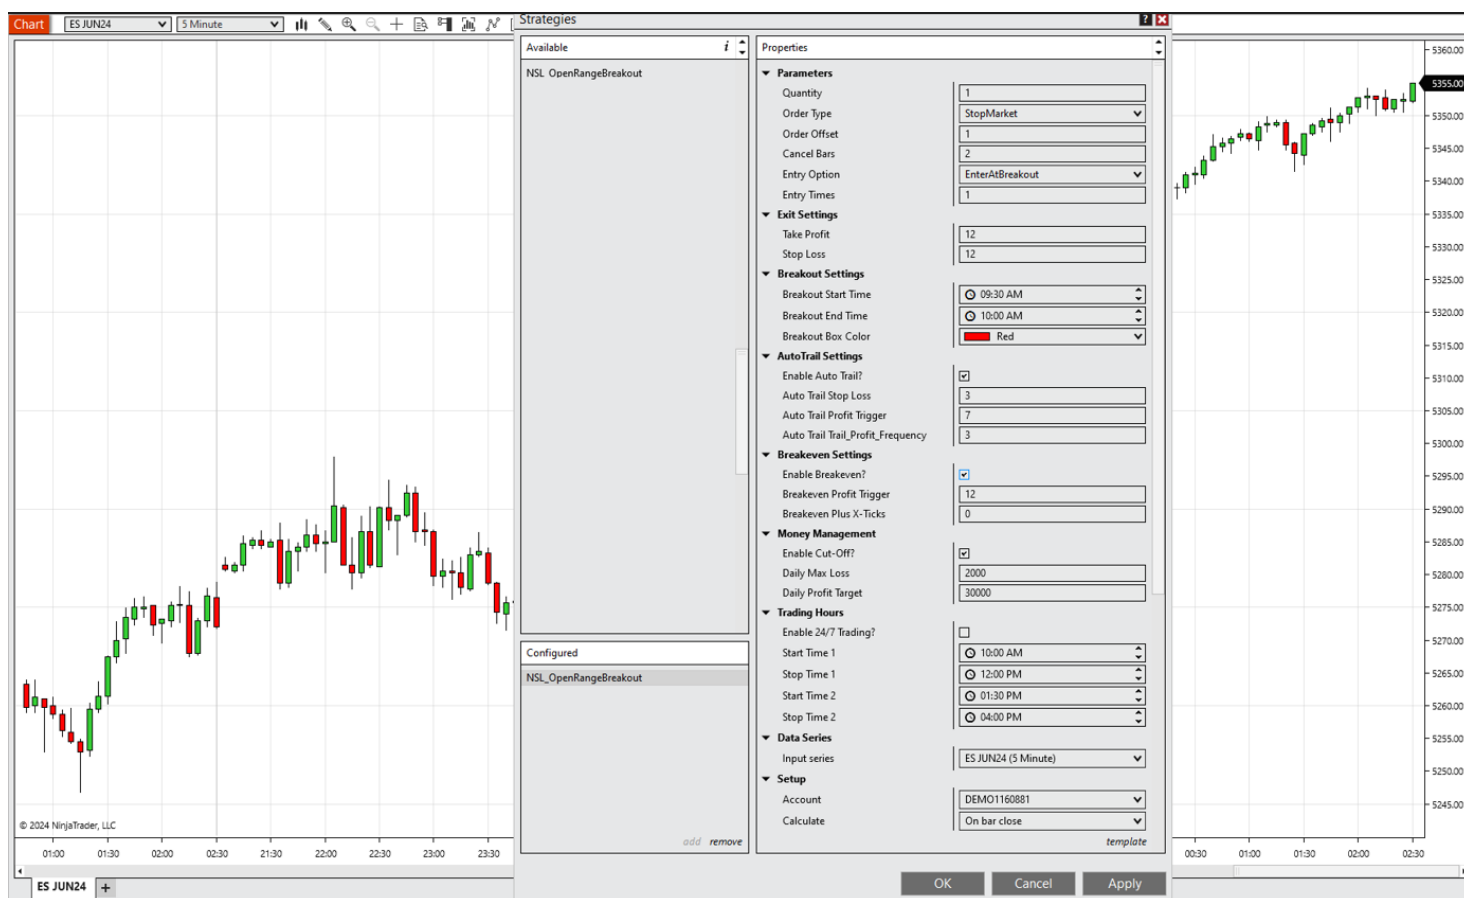 Chart ES JUN24 5 Minute
Strategies
Available i
NSL_OpenRangeBreakout
Configured
NSL_OpenRangeBreakout
add remove
Properties
Parameters
Quantity 1
Order Type StopMarket
Order Offset 1
Cancel Bars 2
Entry Option EnterAtBreakout
Entry Times 1
Exit Settings
Take Profit 12
Stop Loss 12
Breakout Settings
Breakout Start Time 09:30 AM
Breakout End Time 10:00 AM
Breakout Box Color Red
AutoTrail Settings
Enable Auto Trail?
Auto Trail Stop Loss 3
Auto Trail Profit Trigger 7
Auto Trail Trail_Profit_Frequency 3
Breakeven Settings
Enable Breakeven?
Breakeven Profit Trigger 12
Breakeven Plus X-Ticks 0
Money Management
Enable Cut-Off?
Daily Max Loss 2000
Daily Profit Target 30000
Trading Hours
Enable 24/7 Trading?
Start Time 1 10:00 AM
Stop Time 1 12:00 PM
Start Time 2 01:30 PM
Stop Time 2 04:00 PM
Data Series
Input series ES JUN24 (5 Minute)
Setup
Account DEMO1160881
Calculate On bar close
template
OK Cancel Apply
5360.00
5355.00
5350.00
5345.00
5340.00
5335.00
5330.00
5325.00
5320.00
5315.00
5310.00
5305.00
5300.00
5295.00
5290.00
5285.00
5280.00
5275.00
5270.00
5265.00
5260.00
5255.00
5250.00
5245.00
© 2024 NinjaTrader, LLC
01:00 01:30 02:00 02:30 21:30 22:00 22:30 23:00 23:30 00:30 01:00 01:30 02:00 02:30
ES JUN24 +